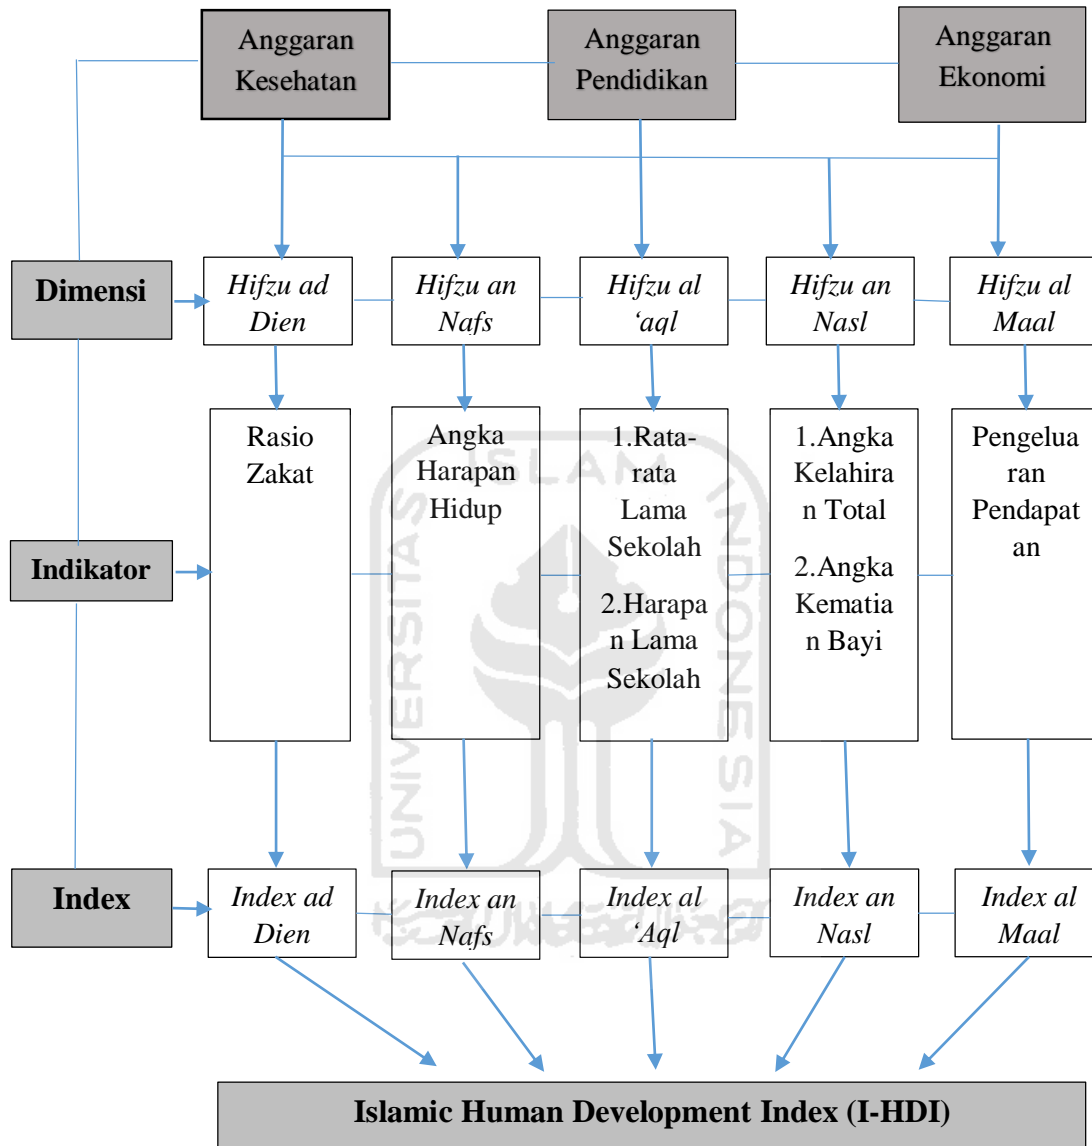 Anggaran
Kesehatan
Anggaran
Pendidikan
Anggaran
Ekonomi
Dimensi
Hifzu ad
Dien
Hifzu an
Nafs
Hifzu al
‘aql
Hifzu an
Nasl
Hifzu al
Maal
Indikator
Rasio
Zakat
Angka
Harapan
Hidup
1.Rata-
rata
Lama
Sekolah
2.Harapa
n Lama
Sekolah
1.Angka
Kelahira
n Total
2.Angka
Kematia
n Bayi
Pengelua
ran
Pendapat
an
UNIVERSITAS
ISLAM
INDONESIA
Index
Index ad
Dien
Index an
Nafs
Index al
‘Aql
Index an
Nasl
Index al
Maal
Islamic Human Development Index (I-HDI)